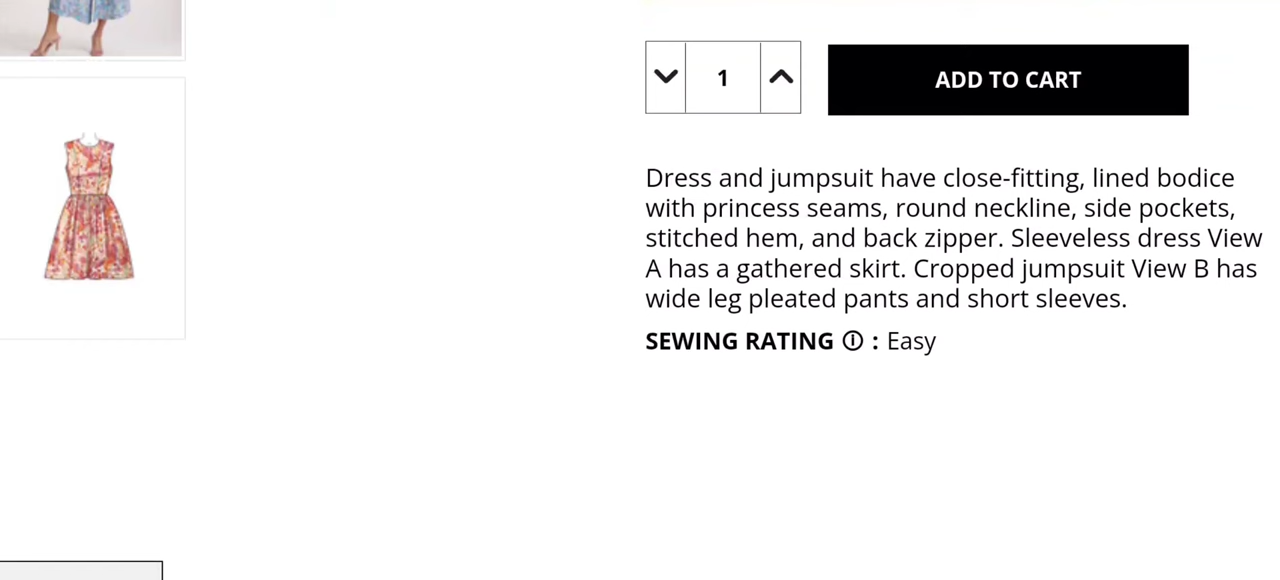 1
ADD TO CART
Dress and jumpsuit have close-fitting, lined bodice
with princess seams, round neckline, side pockets,
stitched hem, and back zipper. Sleeveless dress View
A has a gathered skirt. Cropped jumpsuit View B has
wide leg pleated pants and short sleeves.
SEWING RATING ⓘ : Easy